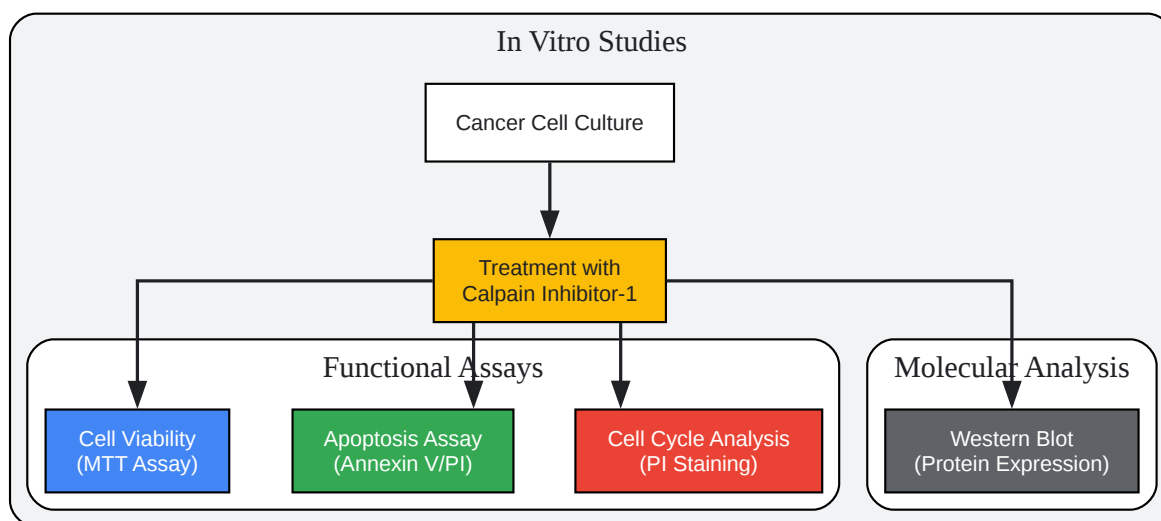 In Vitro Studies
Cancer Cell Culture
Treatment with
Calpain Inhibitor-1
Functional Assays
Molecular Analysis
Cell Viability
(MTT Assay)
Apoptosis Assay
(Annexin V/PI)
Cell Cycle Analysis
(PI Staining)
Western Blot
(Protein Expression)